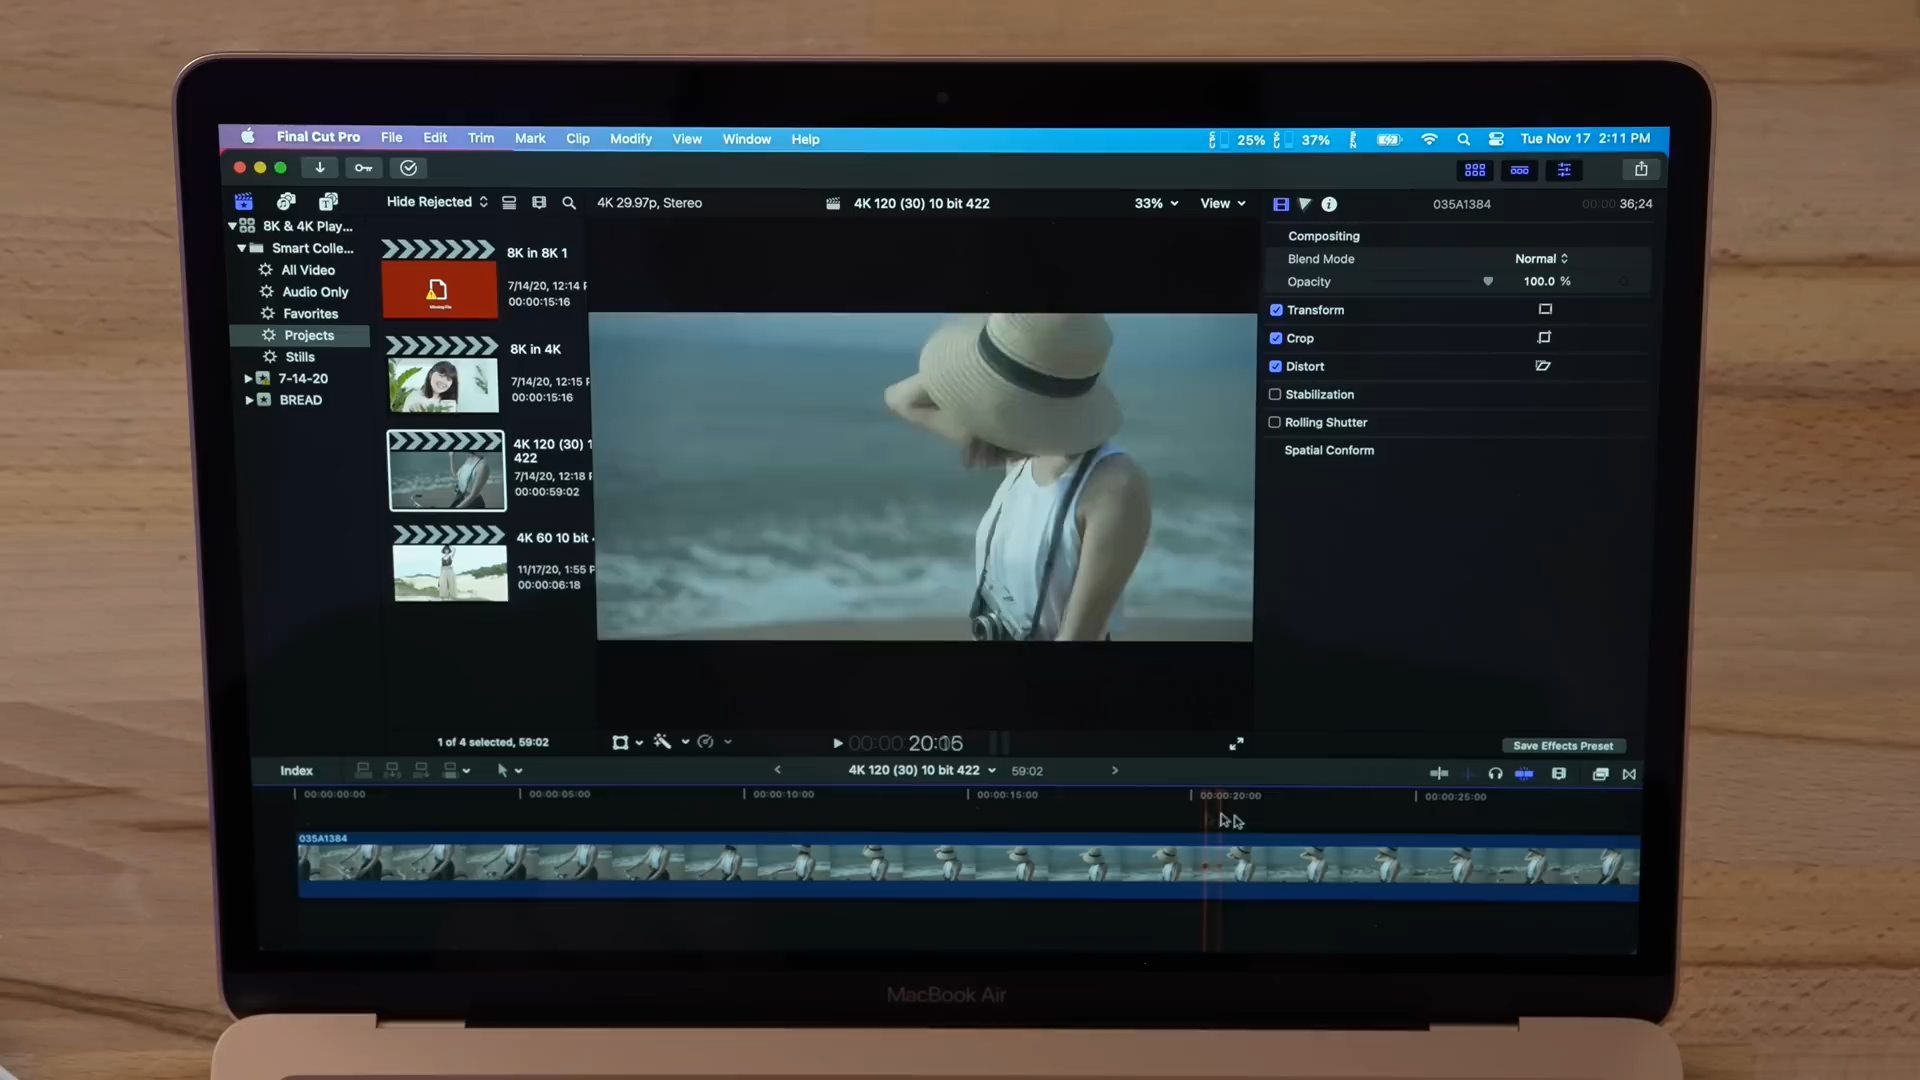 Final Cut Pro File Edit Trim Mark Clip Modify View Window Help 25% 37% Tue Nov 17 2:11 PM
Hide Rejected 4K 29.97p, Stereo 4K 120 (30) 10 bit 422 33% View 035A1384 00:00 36;24
8K & 4K Play...
Smart Colle...
All Video
Audio Only
Favorites
Projects
Stills
7-14-20
BREAD
8K in 8K 1
7/14/20, 12:14 P
00:00:15:16
8K in 4K
7/14/20, 12:15 P
00:00:15:16
4K 120 (30) 1
422
7/14/20, 12:18 P
00:00:59:02
4K 60 10 bit
11/17/20, 1:55 P
00:00:06:18
Compositing
Blend Mode Normal
Opacity 100.0 %
Transform
Crop
Distort
Stabilization
Rolling Shutter
Spatial Conform
1 of 4 selected, 59:02
00:00:20:16
Save Effects Preset
Index 4K 120 (30) 10 bit 422 59:02
00:00:00:00 00:00:05:00 00:00:10:00 00:00:15:00 00:00:20:00 00:00:25:00
035A1384
MacBook Air